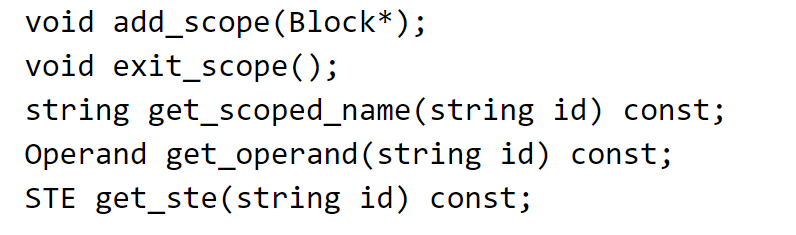 void add_scope(Block*);
void exit_scope();
string get_scoped_name(string id) const;
Operand get_operand(string id) const;
STE get_ste(string id) const;